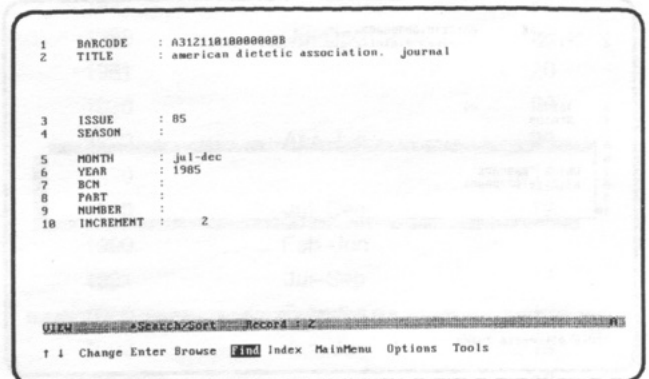 1 BARCODE : A31211010000000B
2 TITLE : american dietetic association. journal
3 ISSUE : 85
4 SEASON :
5 MONTH : jul-dec
6 YEAR : 1985
7 BCN :
8 PART :
9 NUMBER :
10 INCREMENT : 2
VIEW *Search/Sort Record : 2 A
↑ ↓ Change Enter Browse Find Index MainMenu Options Tools